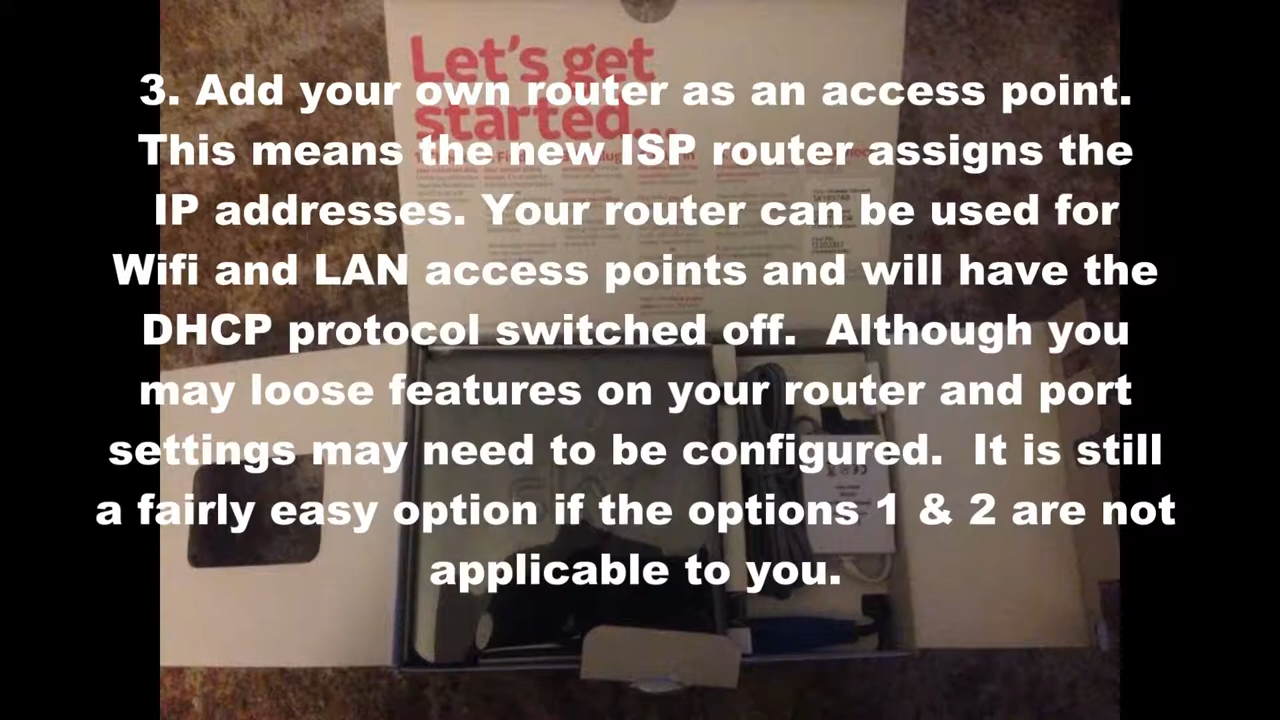 Let's get
started...
3. Add your own router as an access point.
This means the new ISP router assigns the
IP addresses. Your router can be used for
Wifi and LAN access points and will have the
DHCP protocol switched off. Although you
may loose features on your router and port
settings may need to be configured. It is still
a fairly easy option if the options 1 & 2 are not
applicable to you.